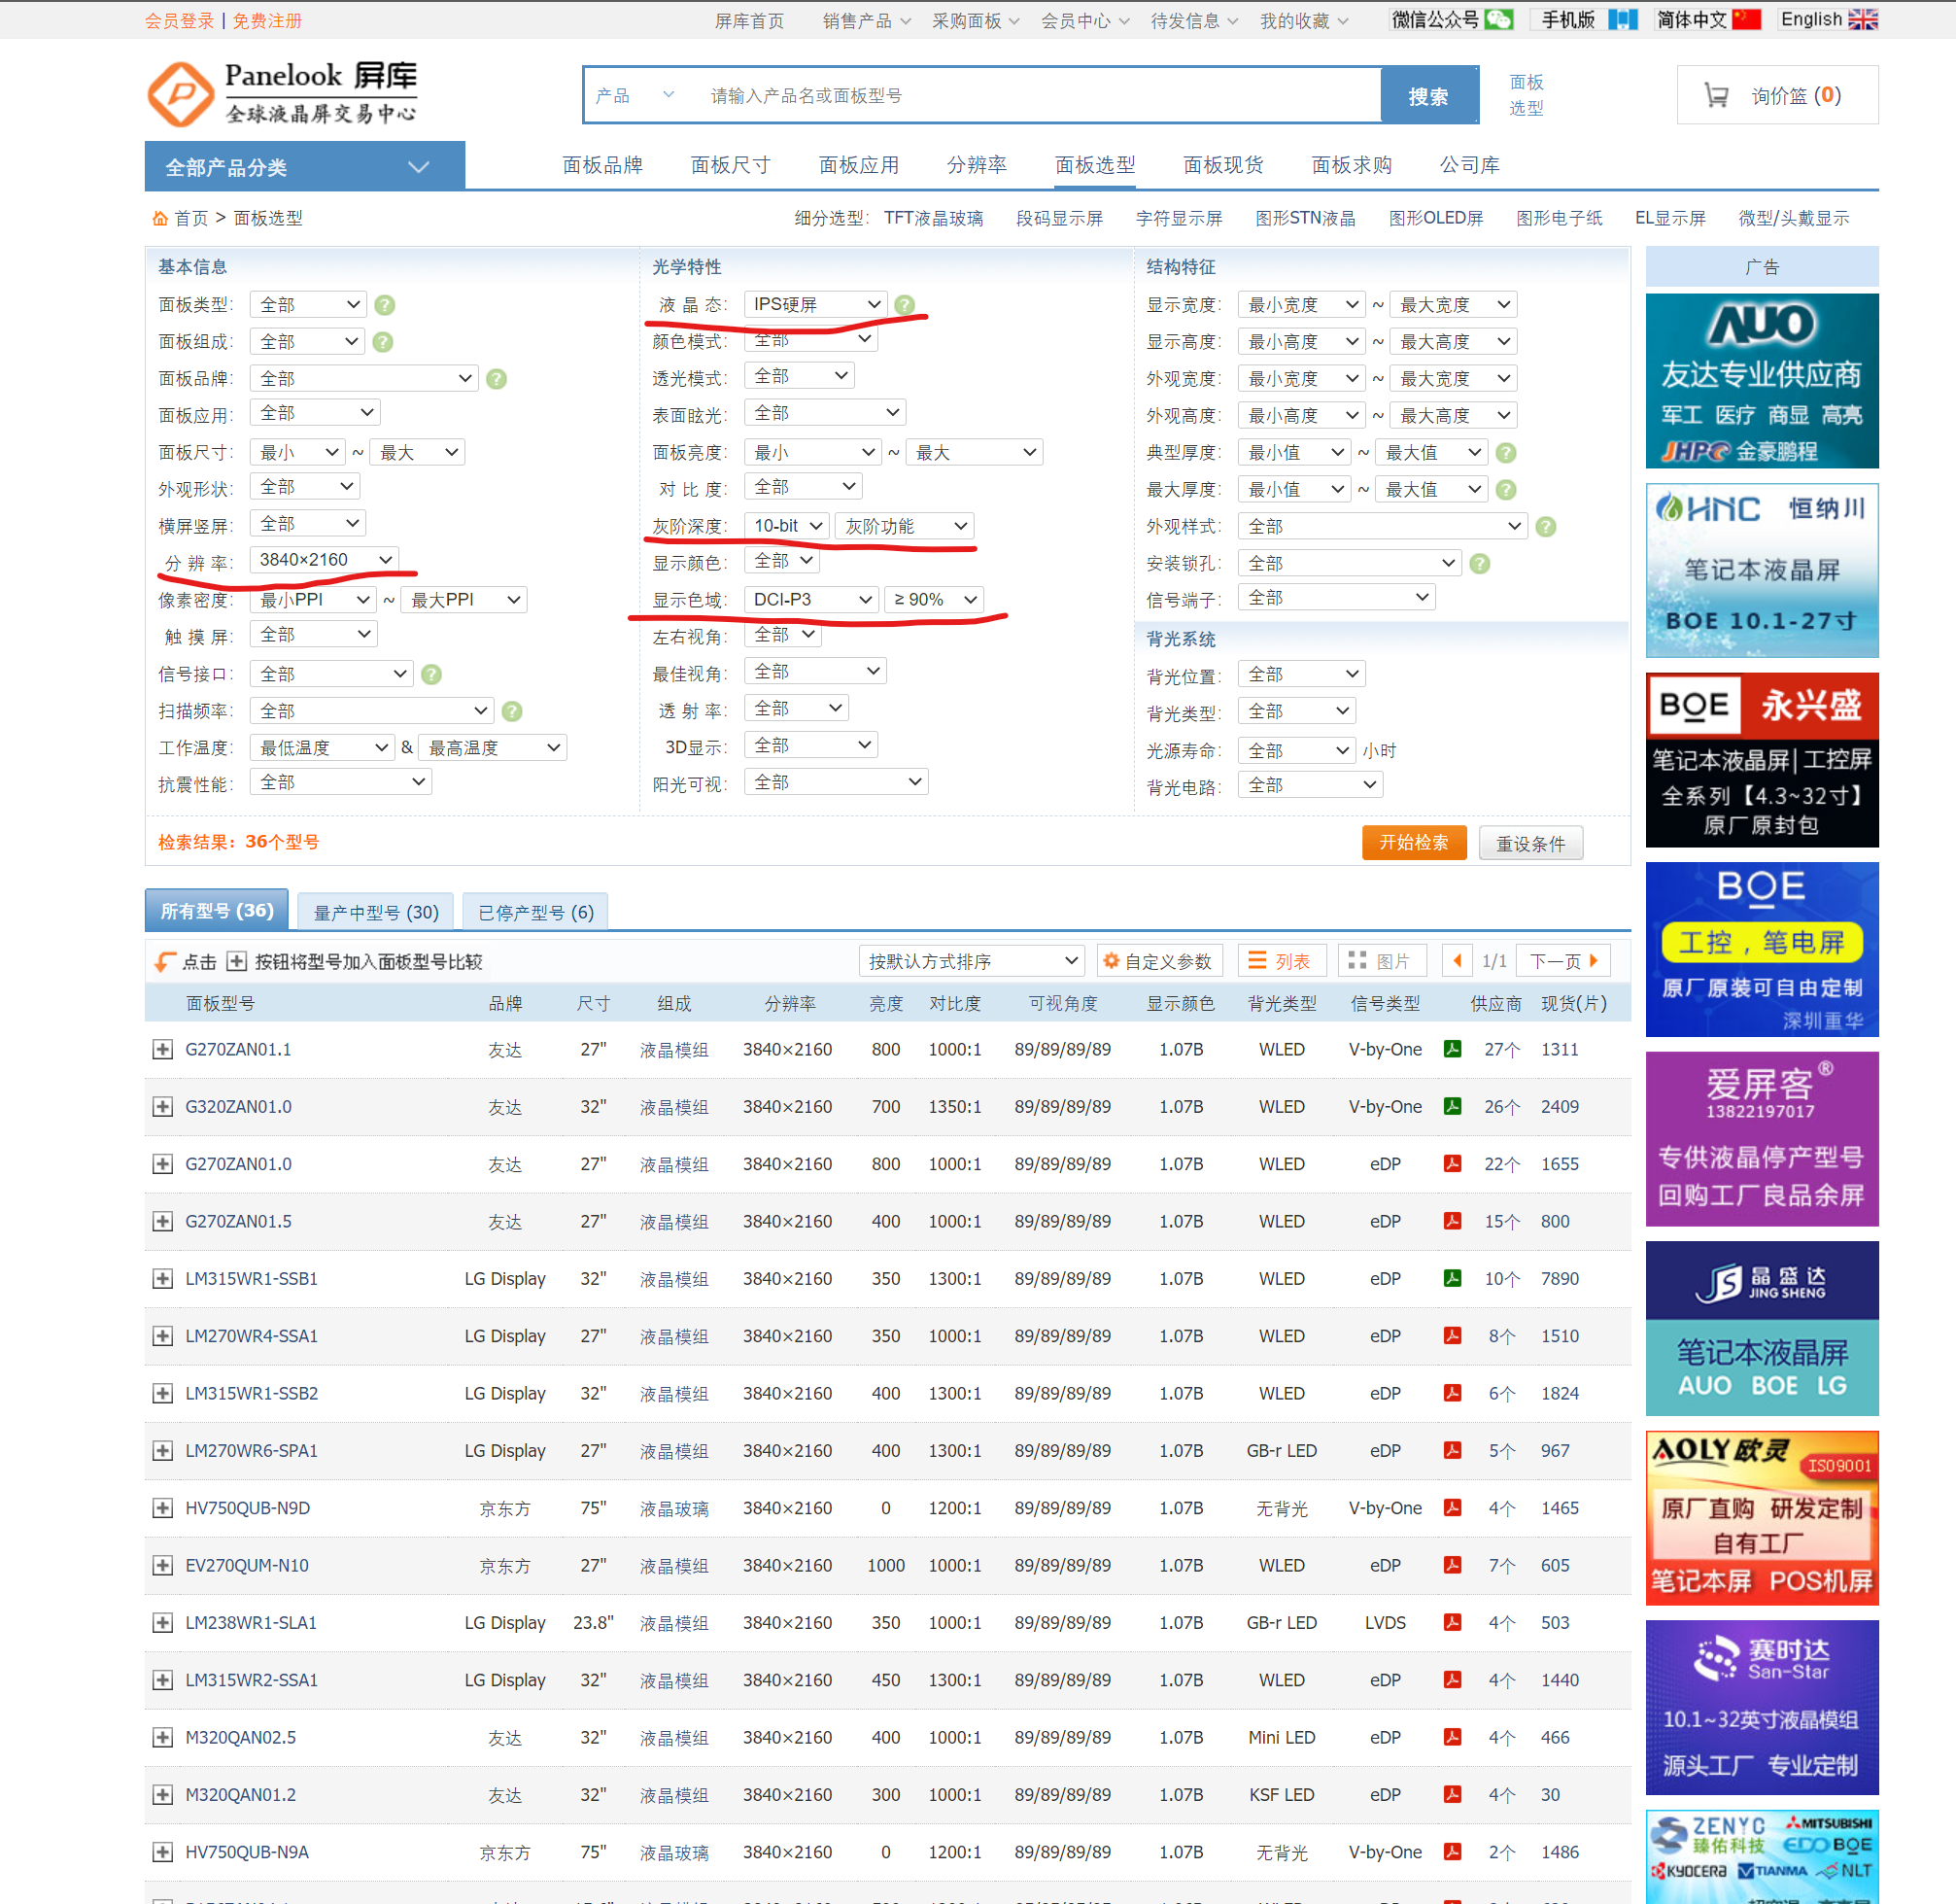 会员登录 | 免费注册
屏库首页 销售产品 采购面板 会员中心 待发信息 我的收藏 微信公众号 手机版 简体中文 English
Panelook 屏库
全球液晶屏交易中心
产品 请输入产品名或面板型号 搜索
面板
选型
询价篮 (0)
全部产品分类
面板品牌 面板尺寸 面板应用 分辨率 面板选型 面板现货 面板求购 公司库
首页 > 面板选型
细分选型: TFT液晶玻璃 段码显示屏 字符显示屏 图形STN液晶 图形OLED屏 图形电子纸 EL显示屏 微型/头戴显示
基本信息
面板类型: 全部
面板组成: 全部
面板品牌: 全部
面板应用: 全部
面板尺寸: 最小 ~ 最大
外观形状: 全部
横屏竖屏: 全部
分 辨 率: 3840×2160
像素密度: 最小PPI ~ 最大PPI
触 摸 屏: 全部
信号接口: 全部
扫描频率: 全部
工作温度: 最低温度 & 最高温度
抗震性能: 全部
光学特性
液 晶 态: IPS硬屏
颜色模式: 全部
透光模式: 全部
表面眩光: 全部
面板亮度: 最小 ~ 最大
对 比 度: 全部
灰阶深度: 10-bit 灰阶功能
显示颜色: 全部
显示色域: DCI-P3 ≥ 90%
左右视角: 全部
最佳视角: 全部
透 射 率: 全部
3D显示: 全部
阳光可视: 全部
结构特征
显示宽度: 最小宽度 ~ 最大宽度
显示高度: 最小高度 ~ 最大高度
外观宽度: 最小宽度 ~ 最大宽度
外观高度: 最小高度 ~ 最大高度
典型厚度: 最小值 ~ 最大值
最大厚度: 最小值 ~ 最大值
外观样式: 全部
安装锁孔: 全部
信号端子: 全部
背光系统
背光位置: 全部
背光类型: 全部
光源寿命: 全部 小时
背光电路: 全部
检索结果: 36个型号
开始检索 重设条件
所有型号 (36) 量产中型号 (30) 已停产型号 (6)
点击 按钮将型号加入面板型号比较
按默认方式排序 自定义参数 列表 图片 1/1 下一页
面板型号 品牌 尺寸 组成 分辨率 亮度 对比度 可视角度 显示颜色 背光类型 信号类型 供应商 现货(片)
G270ZAN01.1 友达 27" 液晶模组 3840×2160 800 1000:1 89/89/89/89 1.07B WLED V-by-One 27个 1311
G320ZAN01.0 友达 32" 液晶模组 3840×2160 700 1350:1 89/89/89/89 1.07B WLED V-by-One 26个 2409
G270ZAN01.0 友达 27" 液晶模组 3840×2160 800 1000:1 89/89/89/89 1.07B WLED eDP 22个 1655
G270ZAN01.5 友达 27" 液晶模组 3840×2160 400 1000:1 89/89/89/89 1.07B WLED eDP 15个 800
LM315WR1-SSB1 LG Display 32" 液晶模组 3840×2160 350 1300:1 89/89/89/89 1.07B WLED eDP 10个 7890
LM270WR4-SSA1 LG Display 27" 液晶模组 3840×2160 350 1000:1 89/89/89/89 1.07B WLED eDP 8个 1510
LM315WR1-SSB2 LG Display 32" 液晶模组 3840×2160 400 1300:1 89/89/89/89 1.07B WLED eDP 6个 1824
LM270WR6-SPA1 LG Display 27" 液晶模组 3840×2160 400 1300:1 89/89/89/89 1.07B GB-r LED eDP 5个 967
HV750QUB-N9D 京东方 75" 液晶玻璃 3840×2160 0 1200:1 89/89/89/89 1.07B 无背光 V-by-One 4个 1465
EV270QUM-N10 京东方 27" 液晶模组 3840×2160 1000 1000:1 89/89/89/89 1.07B WLED eDP 7个 605
LM238WR1-SLA1 LG Display 23.8" 液晶模组 3840×2160 350 1000:1 89/89/89/89 1.07B GB-r LED LVDS 4个 503
LM315WR2-SSA1 LG Display 32" 液晶模组 3840×2160 450 1300:1 89/89/89/89 1.07B WLED eDP 4个 1440
M320QAN02.5 友达 32" 液晶模组 3840×2160 400 1000:1 89/89/89/89 1.07B Mini LED eDP 4个 466
M320QAN01.2 友达 32" 液晶模组 3840×2160 300 1000:1 89/89/89/89 1.07B KSF LED eDP 4个 30
HV750QUB-N9A 京东方 75" 液晶玻璃 3840×2160 0 1200:1 89/89/89/89 1.07B 无背光 V-by-One 2个 1486
广告
AUO
友达专业供应商
军工 医疗 商显 高亮
JHPC 金豪鹏程
HNC 恒纳川
笔记本液晶屏
BOE 10.1-27寸
BOE 永兴盛
笔记本液晶屏| 工控屏
全系列【4.3~32寸】
原厂原封包
BOE
工控，笔电屏
原厂原装可自由定制
深圳重华
爱屏客®
13822197017
专供液晶停产型号
回购工厂良品余屏
晶盛达
JING SHENG
笔记本液晶屏
AUO BOE LG
AOLY 欧灵
ISO9001
原厂直购 研发定制
自有工厂
笔记本屏 POS机屏
赛时达
San-Star
10.1~32英寸液晶模组
源头工厂 专业定制
ZENYC MITSUBISHI
臻佑科技 EDO BOE
KYOCERA TIANMA NLT